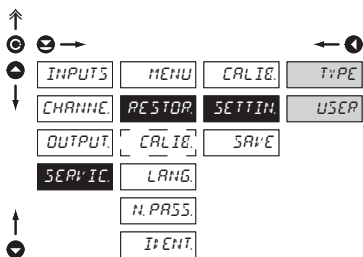 INPUTS MENU CALIB. TYPE
CHANNE. RESTOR. SETTIN. USER
OUTPUT. CALIB. SAVE
SERVIC. LANG.
N. PASS.
IDENT.